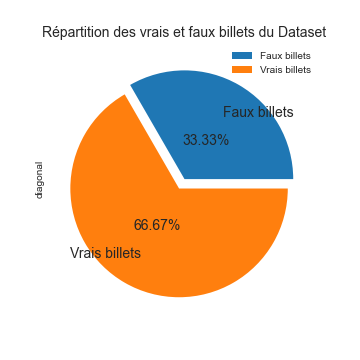 Répartition des vrais et faux billets du Dataset
Faux billets
Vrais billets
Faux billets
33.33%
diagonal
66.67%
Vrais billets